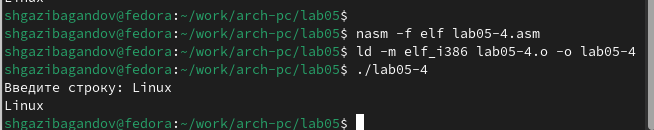 Linux
shgazibagandov@fedora:~/work/arch-pc/lab05$
shgazibagandov@fedora:~/work/arch-pc/lab05$ nasm -f elf lab05-4.asm
shgazibagandov@fedora:~/work/arch-pc/lab05$ ld -m elf_i386 lab05-4.o -o lab05-4
shgazibagandov@fedora:~/work/arch-pc/lab05$ ./lab05-4
Введите строку: Linux
Linux
shgazibagandov@fedora:~/work/arch-pc/lab05$